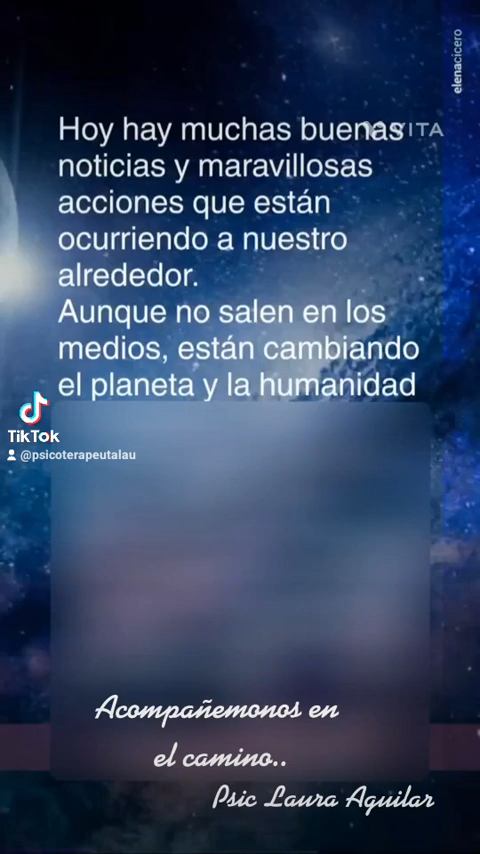 elenacicero
VITA
Hoy hay muchas buenas
noticias y maravillosas
acciones que están
ocurriendo a nuestro
alrededor.
Aunque no salen en los
medios, están cambiando
el planeta y la humanidad
TikTok
@psicoterapeutalau
Acompañemonos en
el camino..
Psic Laura Aguilar